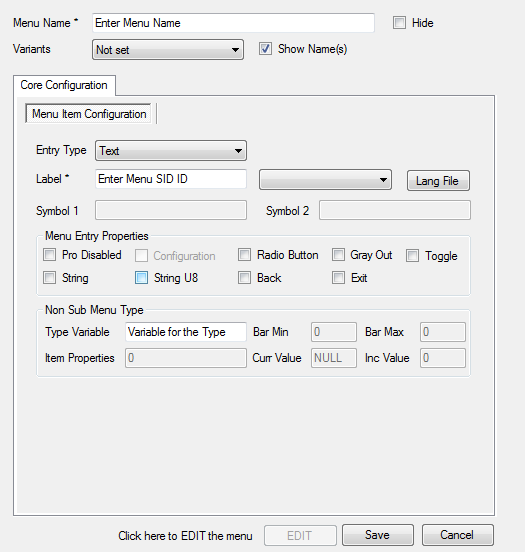 Menu Name * Enter Menu Name Hide
Variants Not set Show Name(s)
Core Configuration
Menu Item Configuration
Entry Type Text
Label * Enter Menu SID ID Lang File
Symbol 1 Symbol 2
Menu Entry Properties
Pro Disabled Configuration Radio Button Gray Out Toggle
String String U8 Back Exit
Non Sub Menu Type
Type Variable Variable for the Type Bar Min 0 Bar Max 0
Item Properties 0 Curr Value NULL Inc Value 0
Click here to EDIT the menu EDIT Save Cancel